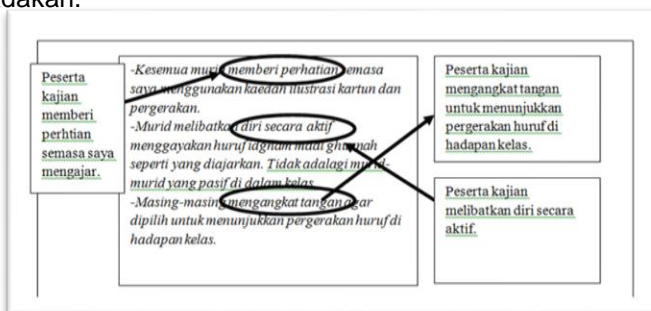 dakan.
Peserta
kajian
memberi
perhtian
semasa saya
mengajar.
-Kesemua murid memberi perhatian semasa
saya menggunakan kaedah ilustrasi kartun dan
pergerakan.
-Murid melibatkan diri secara aktif
menggayakan huruf idgham maal ghunnah
seperti yang diajarkan. Tidak adalagi murid-
murid yang pasif di dalam kelas.
-Masing-masing mengangkat tangan agar
dipilih untuk menunjukkan pergerakan huruf di
hadapan kelas.
Peserta kajian
mengangkat tangan
untuk menunjukkan
pergerakan huruf di
hadapan kelas.
Peserta kajian
melibatkan diri secara
aktif.